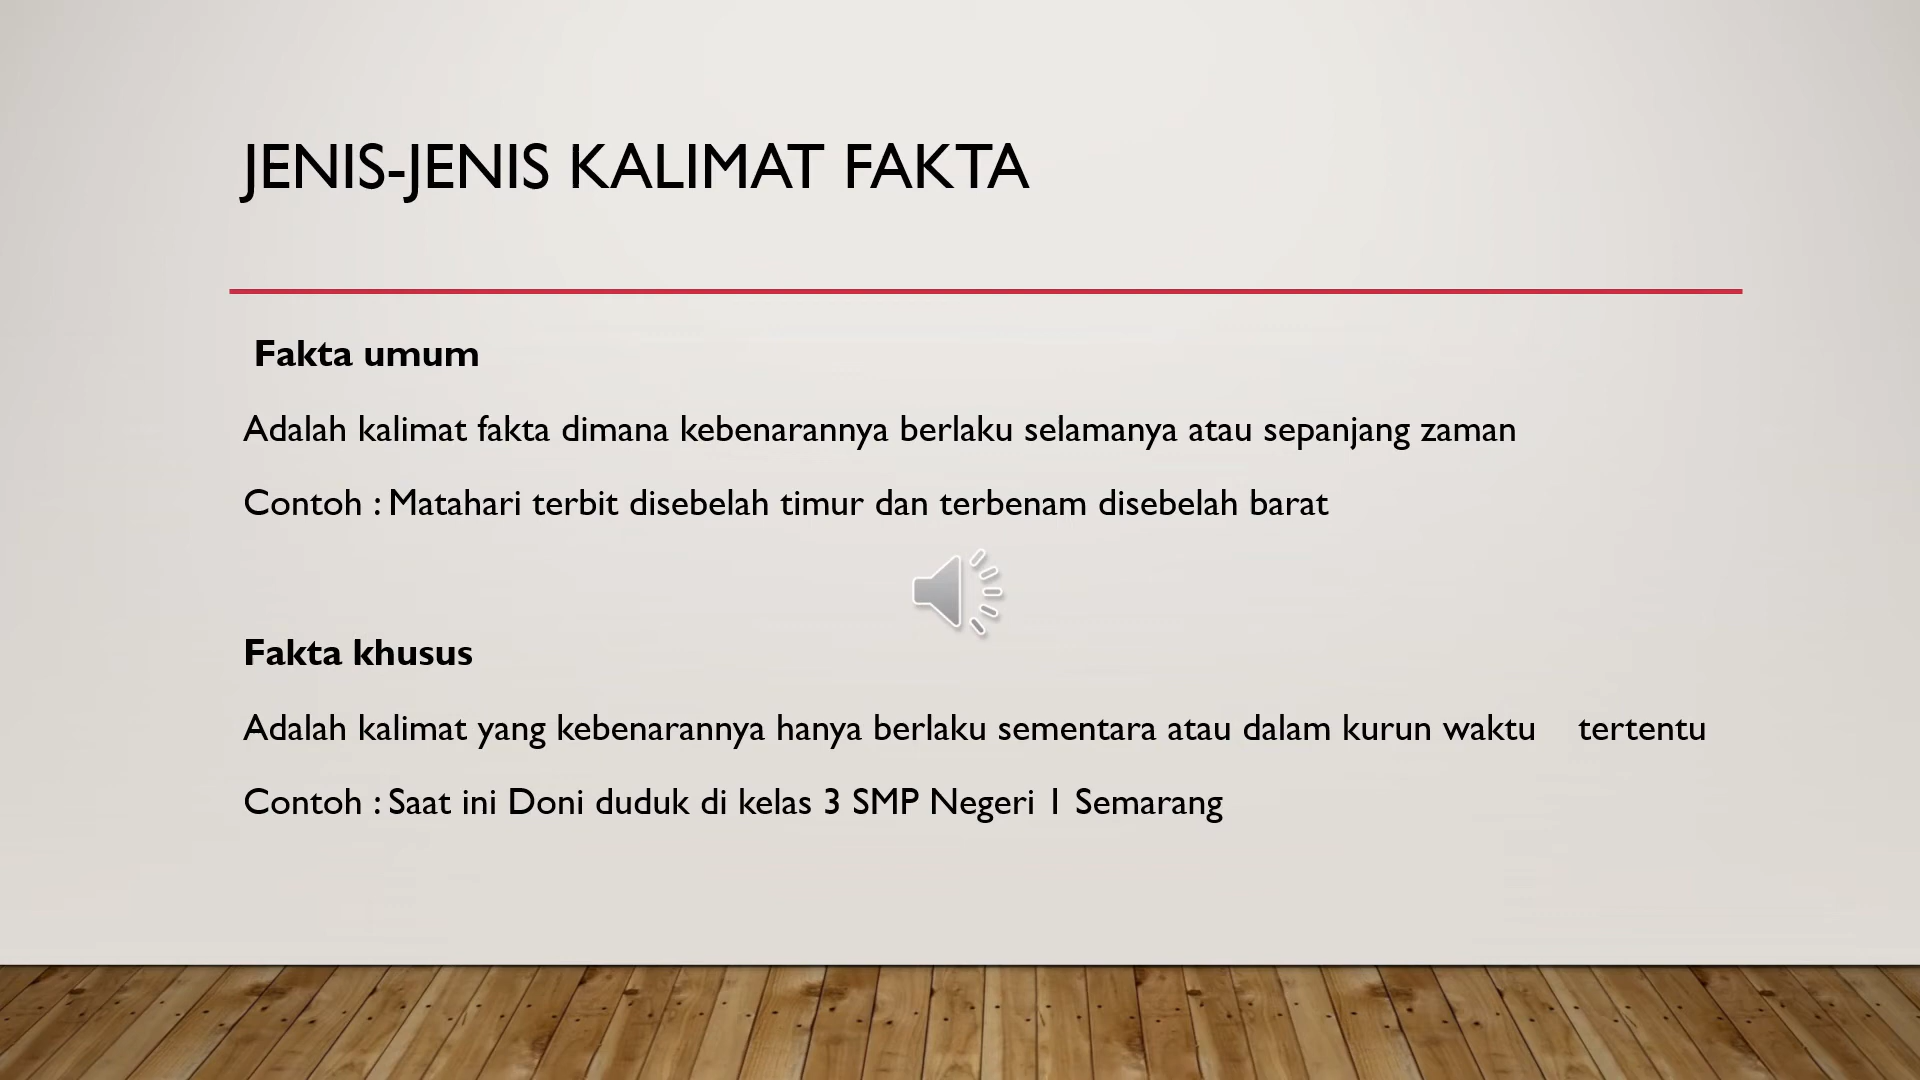 JENIS-JENIS KALIMAT FAKTA
Fakta umum
Adalah kalimat fakta dimana kebenarannya berlaku selamanya atau sepanjang zaman
Contoh : Matahari terbit disebelah timur dan terbenam disebelah barat
Fakta khusus
Adalah kalimat yang kebenarannya hanya berlaku sementara atau dalam kurun waktu tertentu
Contoh : Saat ini Doni duduk di kelas 3 SMP Negeri 1 Semarang